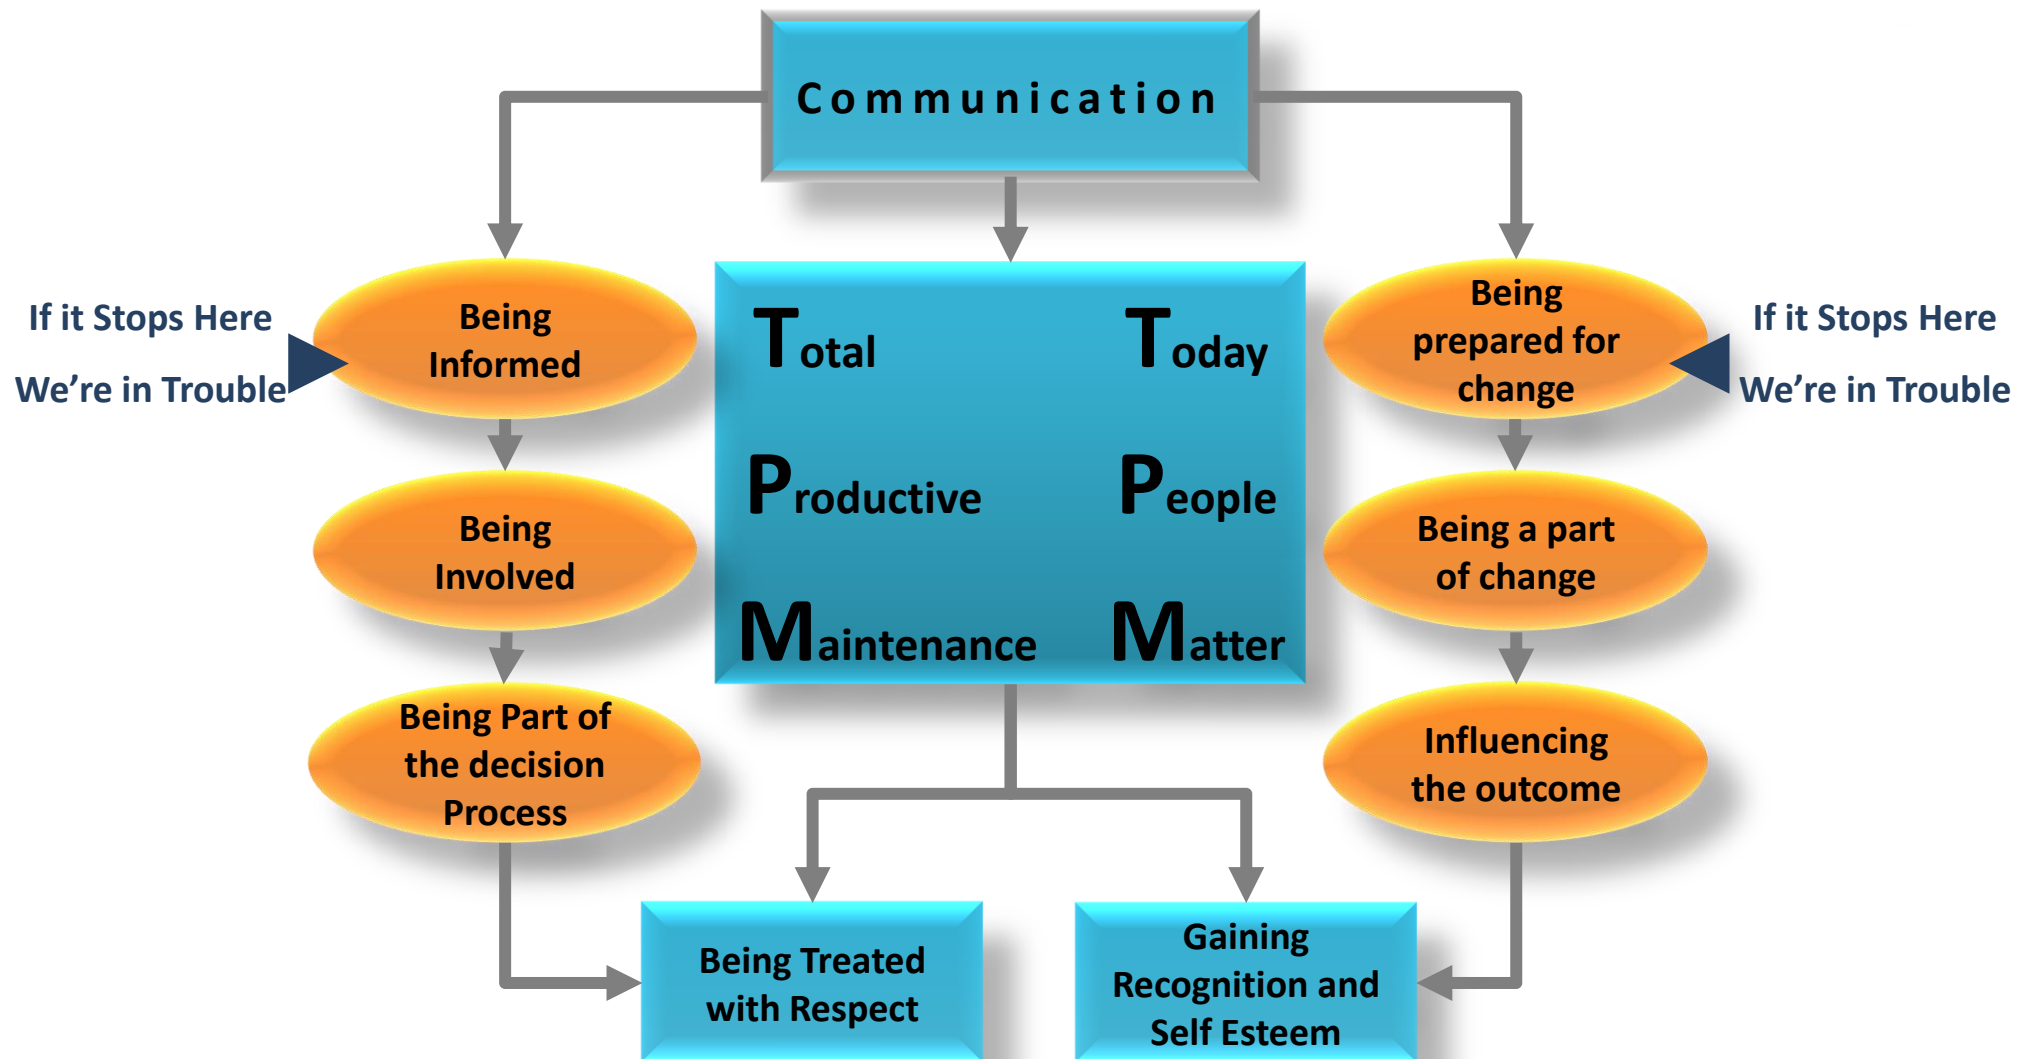 Communication
If it Stops Here
We're in Trouble
Being
Informed
Total
Today
Productive
People
Maintenance
Matter
Being
prepared for
change
If it Stops Here
We're in Trouble
Being
Involved
Being a part
of change
Being Part of
the decision
Process
Influencing
the outcome
Being Treated
with Respect
Gaining
Recognition and
Self Esteem